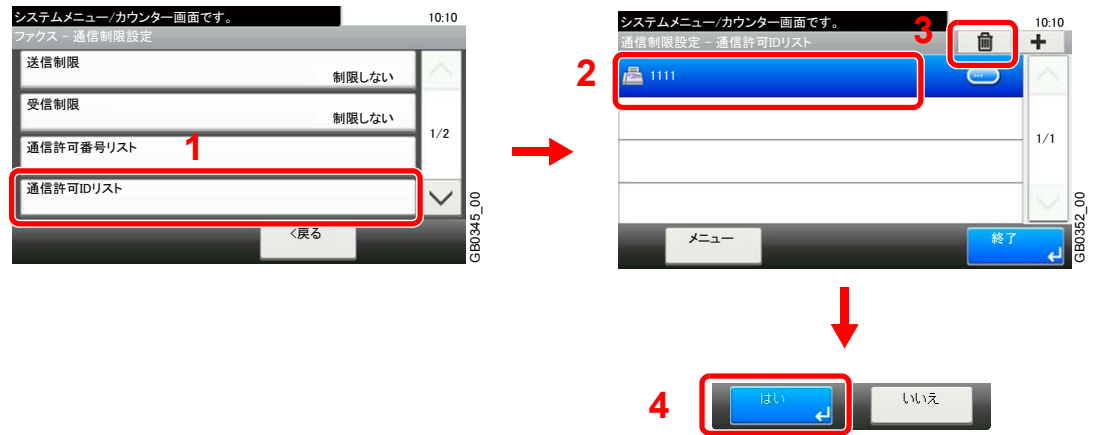 システムメニュー/カウンター画面です。
10:10
ファクス - 通信制限設定
送信制限
制限しない
受信制限
制限しない
1/2
通信許可番号リスト
1
通信許可IDリスト
<戻る
GB0345_00
システムメニュー/カウンター画面です。
10:10
通信制限設定 - 通信許可IDリスト
3
2
1111
1/1
メニュー
終了
GB0352_00
4
はい
いいえ